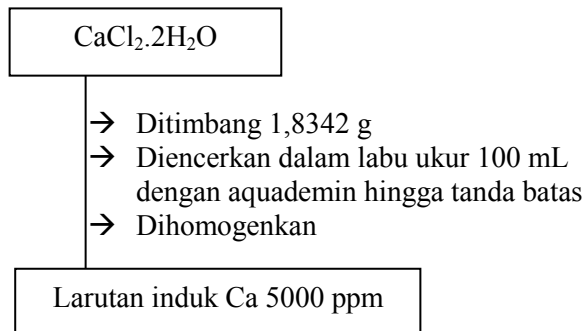 CaCl₂.2H₂O
→ Ditimbang 1,8342 g
→ Diencerkan dalam labu ukur 100 mL
dengan aquademin hingga tanda batas
→ Dihomogenkan
Larutan induk Ca 5000 ppm